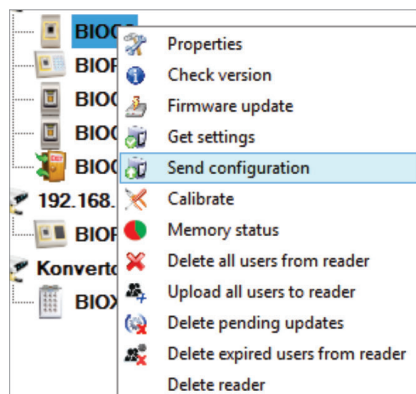 BIOC
Properties
BIOP
Check version
BIOC
Firmware update
BIOC
Get settings
BIOC
Send configuration
192.168.
Calibrate
BIOP
Memory status
Konverto
Delete all users from reader
BIOX
Upload all users to reader
Delete pending updates
Delete expired users from reader
Delete reader